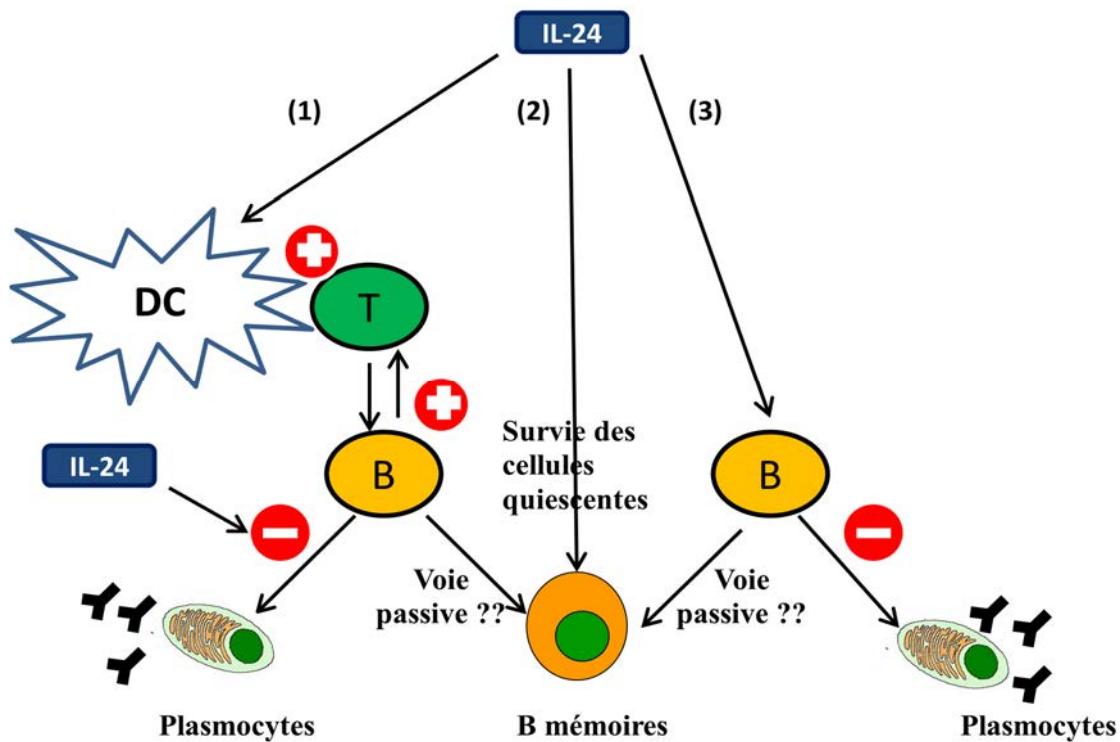 IL-24
(1)
(2)
(3)
DC
T
IL-24
B
Survie des
cellules
quiescentes
B
Voie
passive ??
Voie
passive ??
Plasmocytes
B mémoires
Plasmocytes